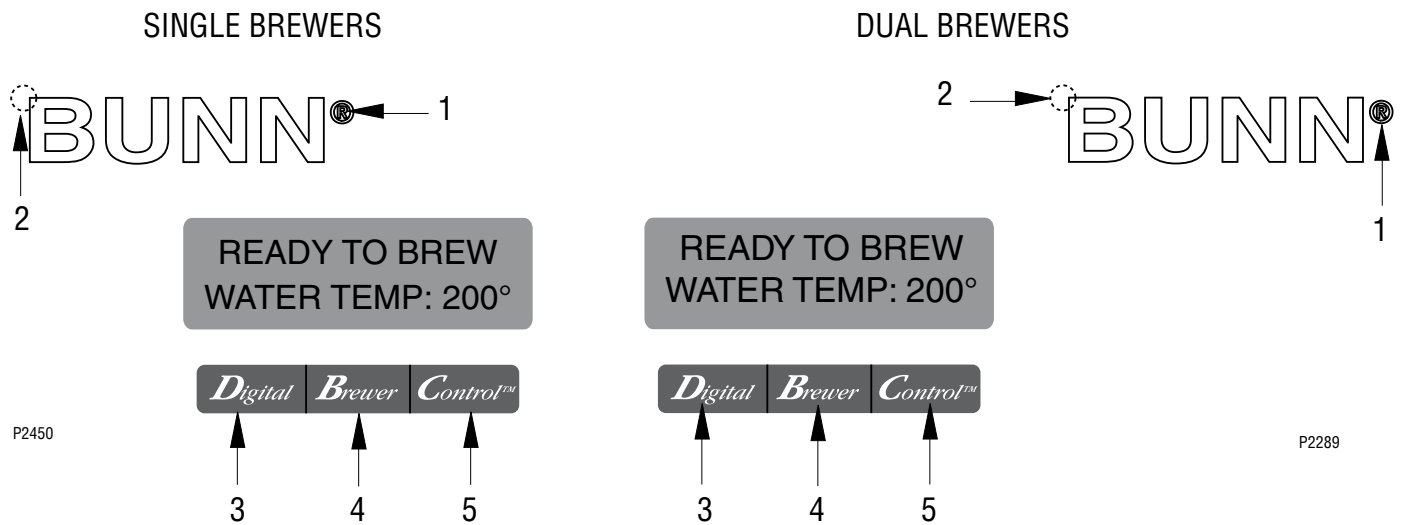 SINGLE BREWERS
DUAL BREWERS
BUNN®
1
2
2
BUNN®
1
READY TO BREW
WATER TEMP: 200°
READY TO BREW
WATER TEMP: 200°
Digital Brewer Control™
Digital Brewer Control™
P2450
P2289
3 4 5
3 4 5